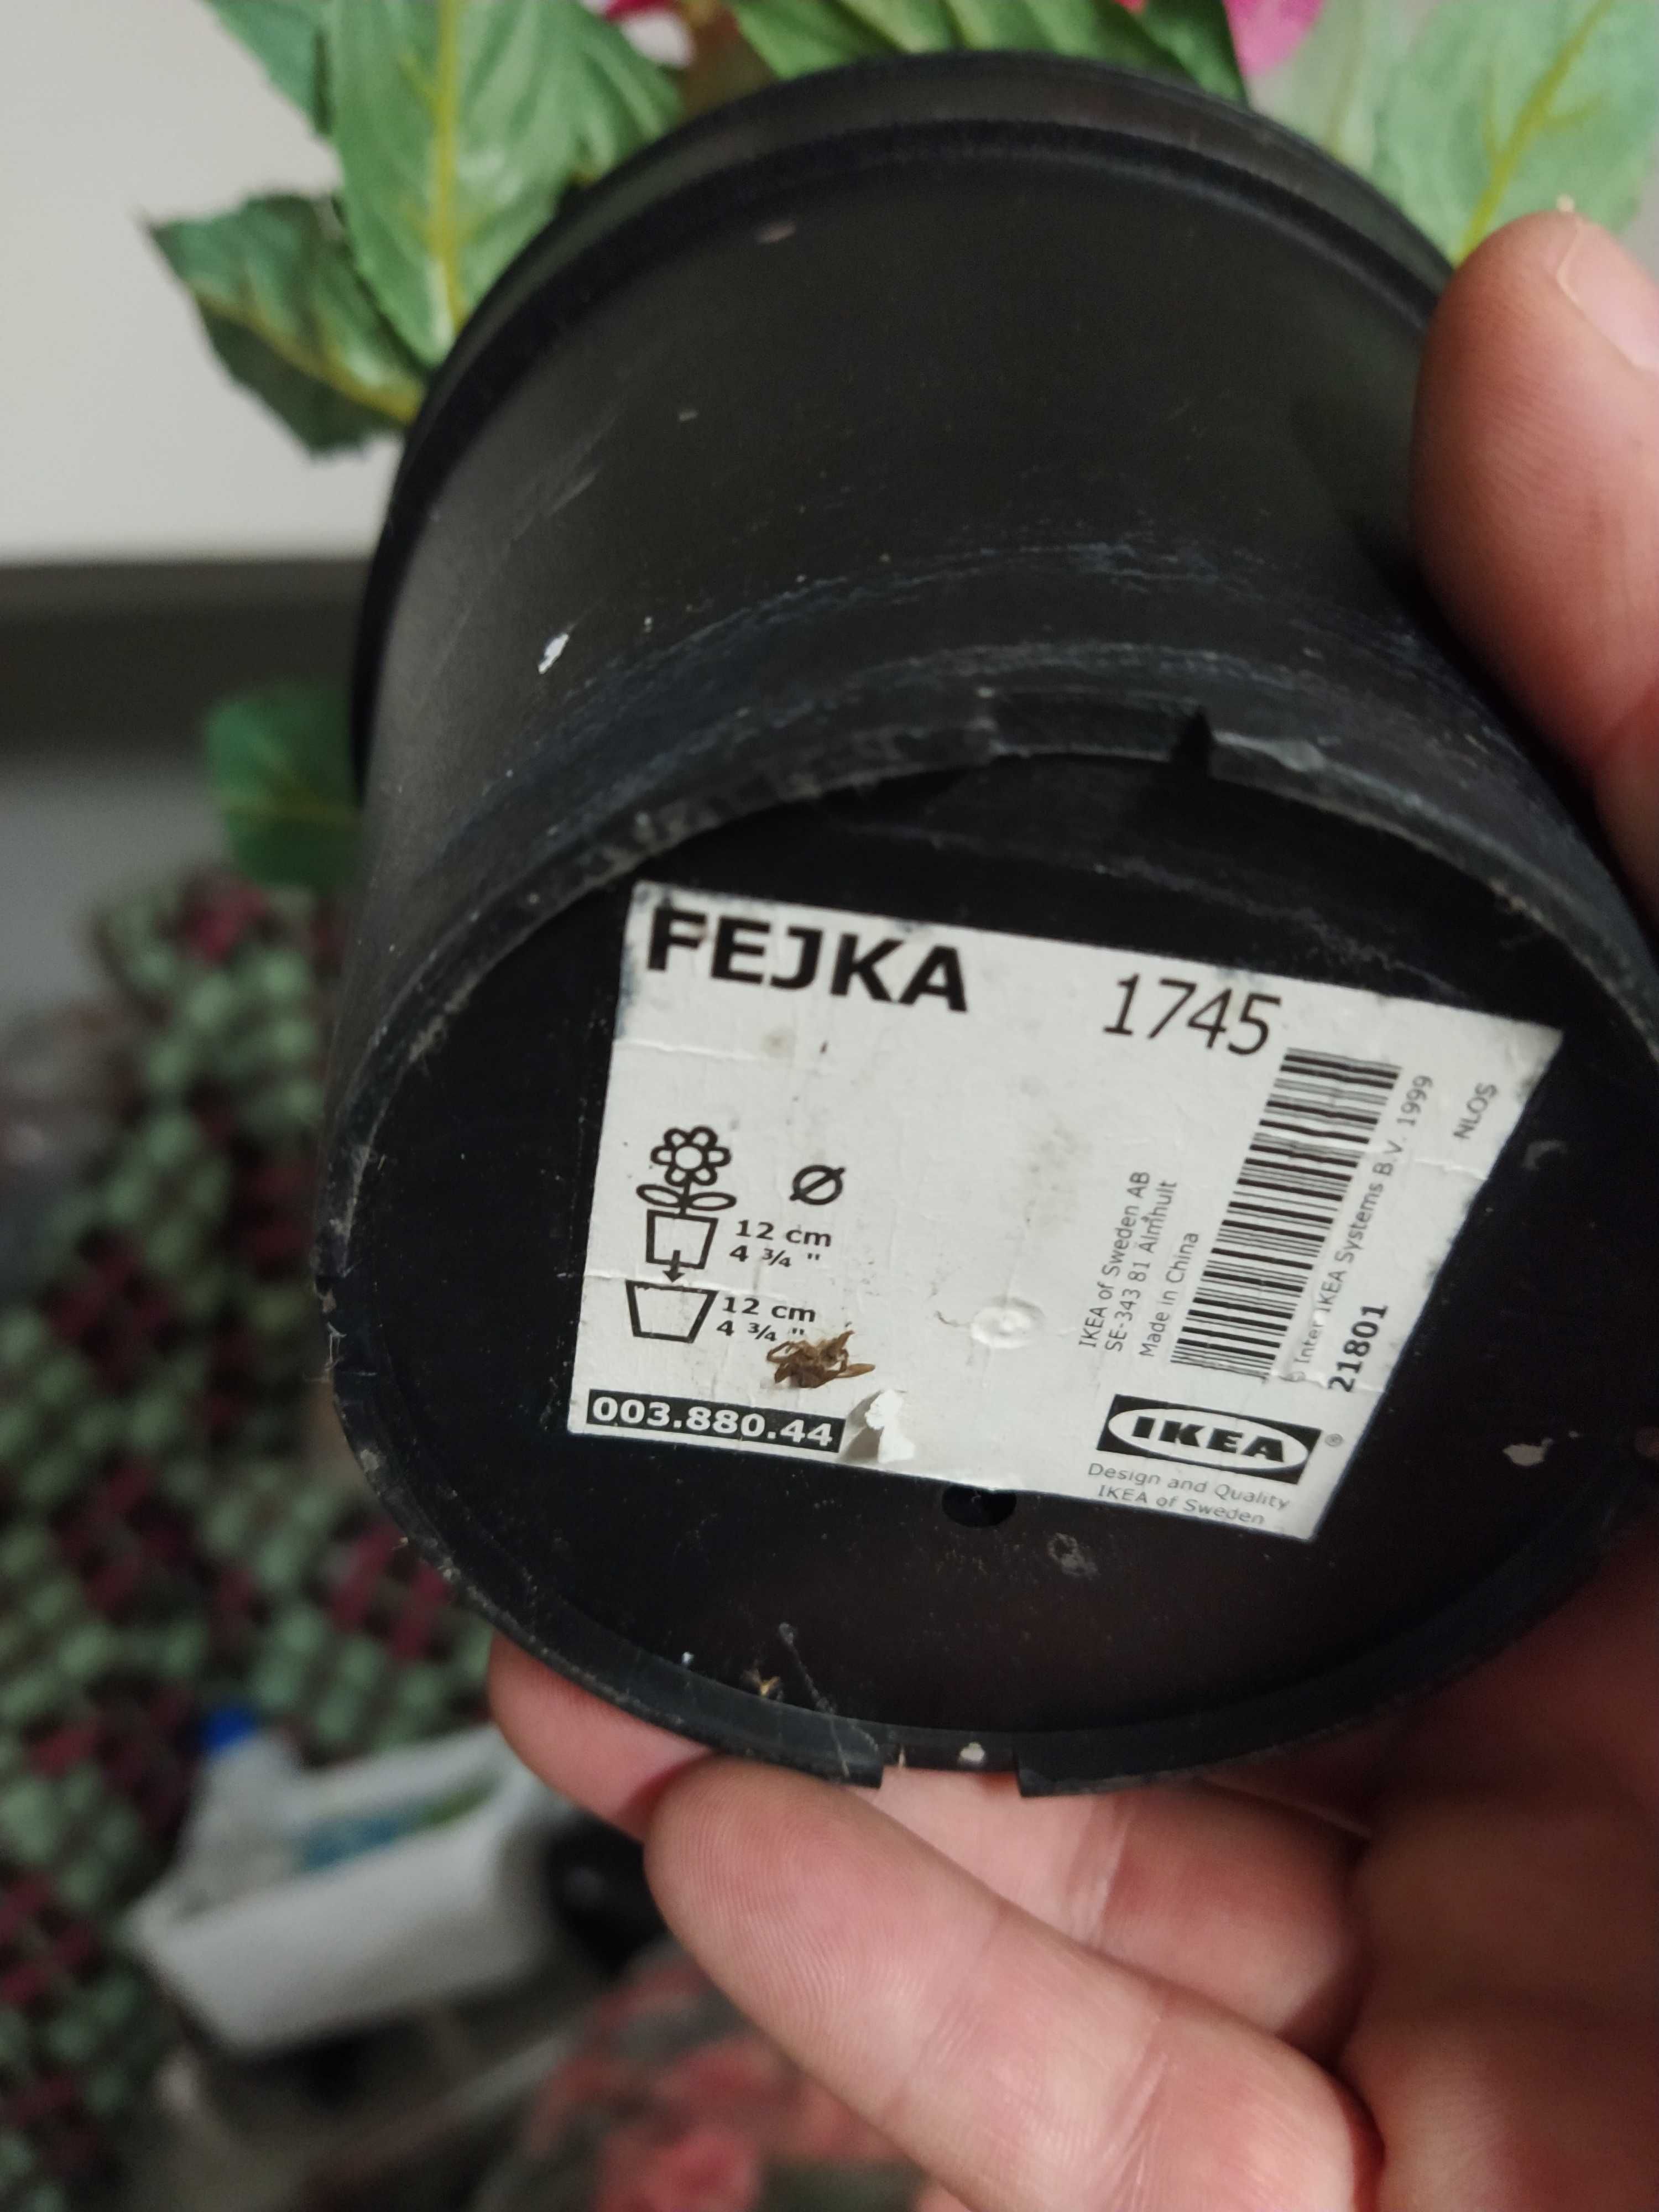 FEJKA 1745
Ø
12 cm
4 ¾ "
12 cm
4 ¾ "
003.880.44
IKEA of Sweden AB
SE-343 81 Älmhult
Made in China
© Inter IKEA Systems B.V. 1999
21801
NLOS
IKEA ®
Design and Quality
IKEA of Sweden